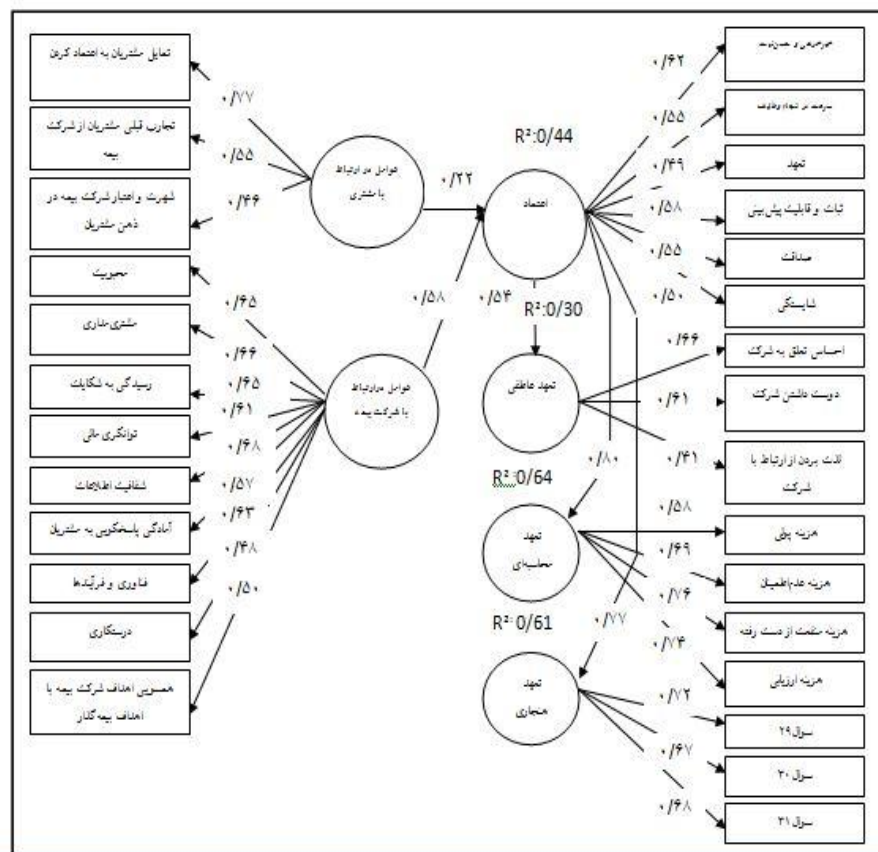 تمایل مشتریان به اعتماد کردن
۰/۷۷
تجارب قبلی مشتریان از شرکت
بیمه
۰/۵۵
شهرت و اعتبار شرکت بیمه در
ذهن مشتریان
۰/۴۶
محبوبیت
۰/۶۵
مشتری‌مداری
۰/۶۶
رسیدگی به شکایات
۰/۶۵
توانگری مالی
۰/۶۱
شفافیت اطلاعات
۰/۶۸
آمادگی پاسخگویی به مشتریان
۰/۵۷
فناوری و فرآیندها
۰/۶۳
درستکاری
۰/۴۸
همسویی اهداف شرکت بیمه با
اهداف بیمه‌گذار
۰/۵۰
عوامل در ارتباط
با مشتری
۰/۲۲
عوامل در ارتباط
با شرکت بیمه
۰/۵۸
R²:0/44
اعتماد
۰/۵۴
R²:0/30
تعهد عاطفی
R²:0/64
۰/۸۰
تعهد
محاسبه‌ای
R²:0/61
۰/۷۷
تعهد
هنجاری
۰/۶۲
۰/۵۵
تعهد
۰/۴۹
ثبات و قابلیت پیش‌بینی
۰/۵۸
صداقت
۰/۵۵
شایستگی
۰/۵۰
احساس تعلق به شرکت
۰/۶۶
دوست داشتن شرکت
۰/۶۱
لذت بردن از ارتباط با
شرکت
۰/۴۱
هزینه پولی
۰/۵۸
هزینه عدم‌اطمینان
۰/۶۹
هزینه منفعت از دست رفته
۰/۷۶
هزینه ارزیابی
۰/۷۴
سوال ۲۹
۰/۷۲
سوال ۳۰
۰/۶۷
سوال ۳۱
۰/۶۸